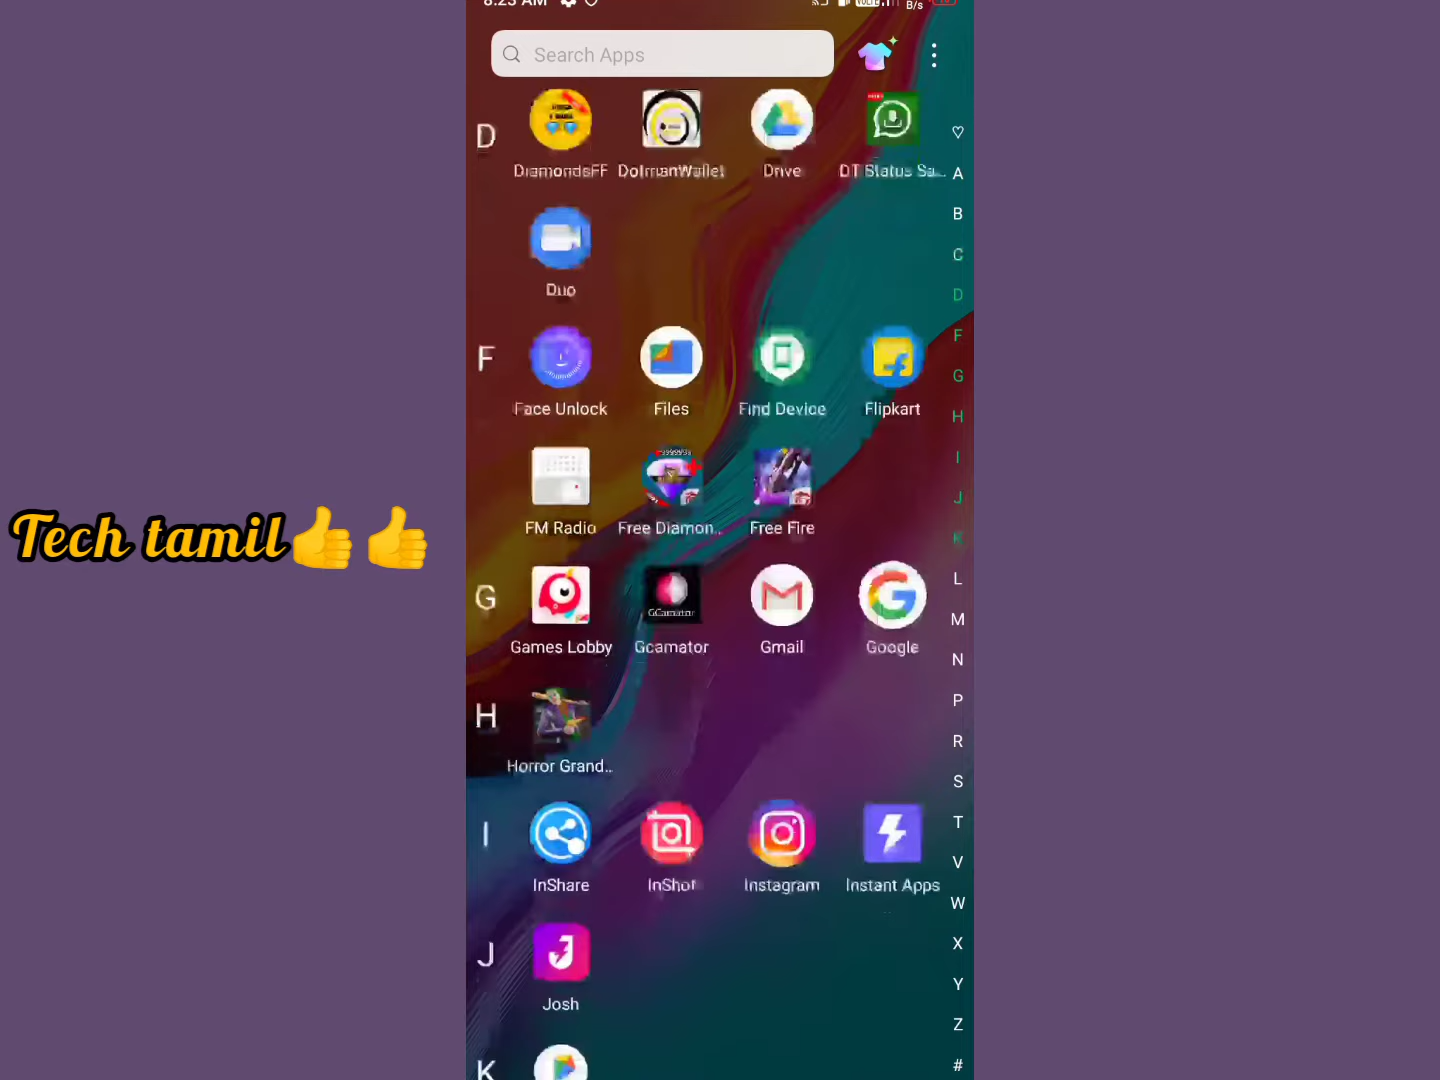 8:23 AM
B/s
Search Apps
D
DiamondsFF DotmanWallet Drive DT Status Sa...
Duo
F
Face Unlock Files Find Device Flipkart
FM Radio Free Diamon... Free Fire
G
GCamator
Games Lobby Gcamator Gmail Google
H
Horror Grand...
I
InShare InShot Instagram Instant Apps
J
Josh
K
♡
A
B
C
D
F
G
H
I
J
K
L
M
N
P
R
S
T
V
W
X
Y
Z
#
Tech tamil👍👍